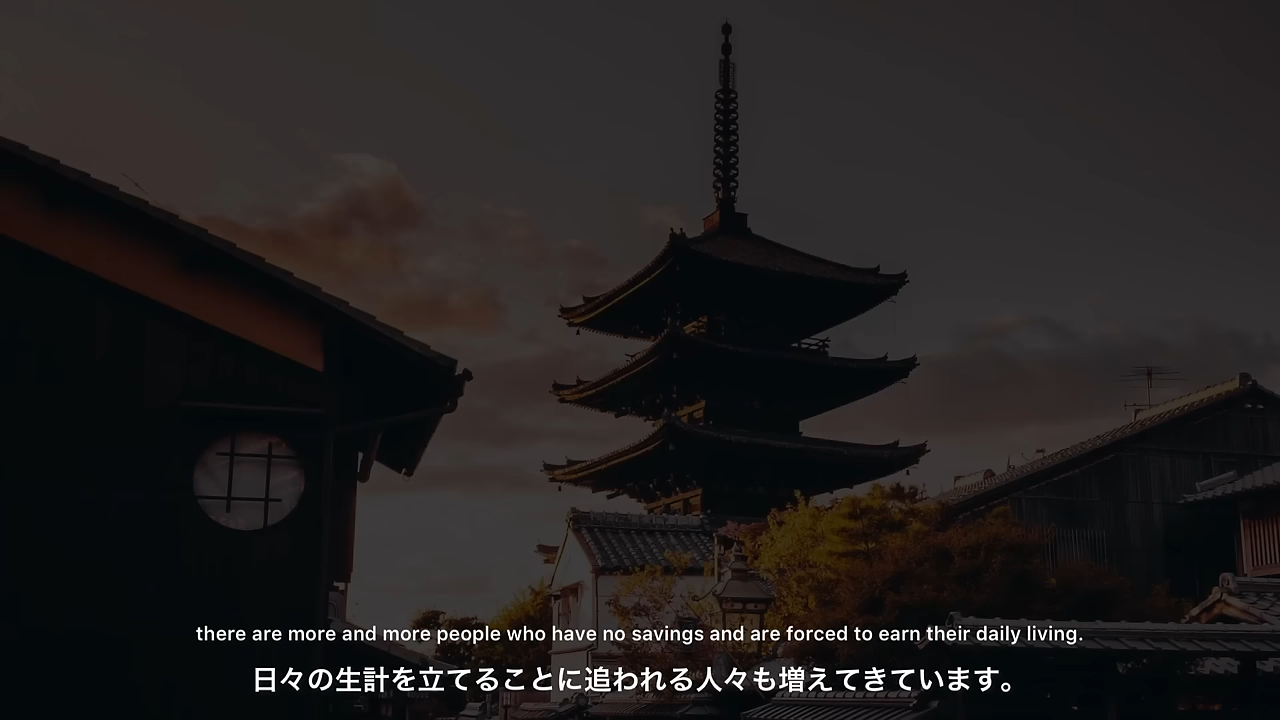 there are more and more people who have no savings and are forced to earn their daily living.
日々の生計を立てることに追われる人々も増えてきています。